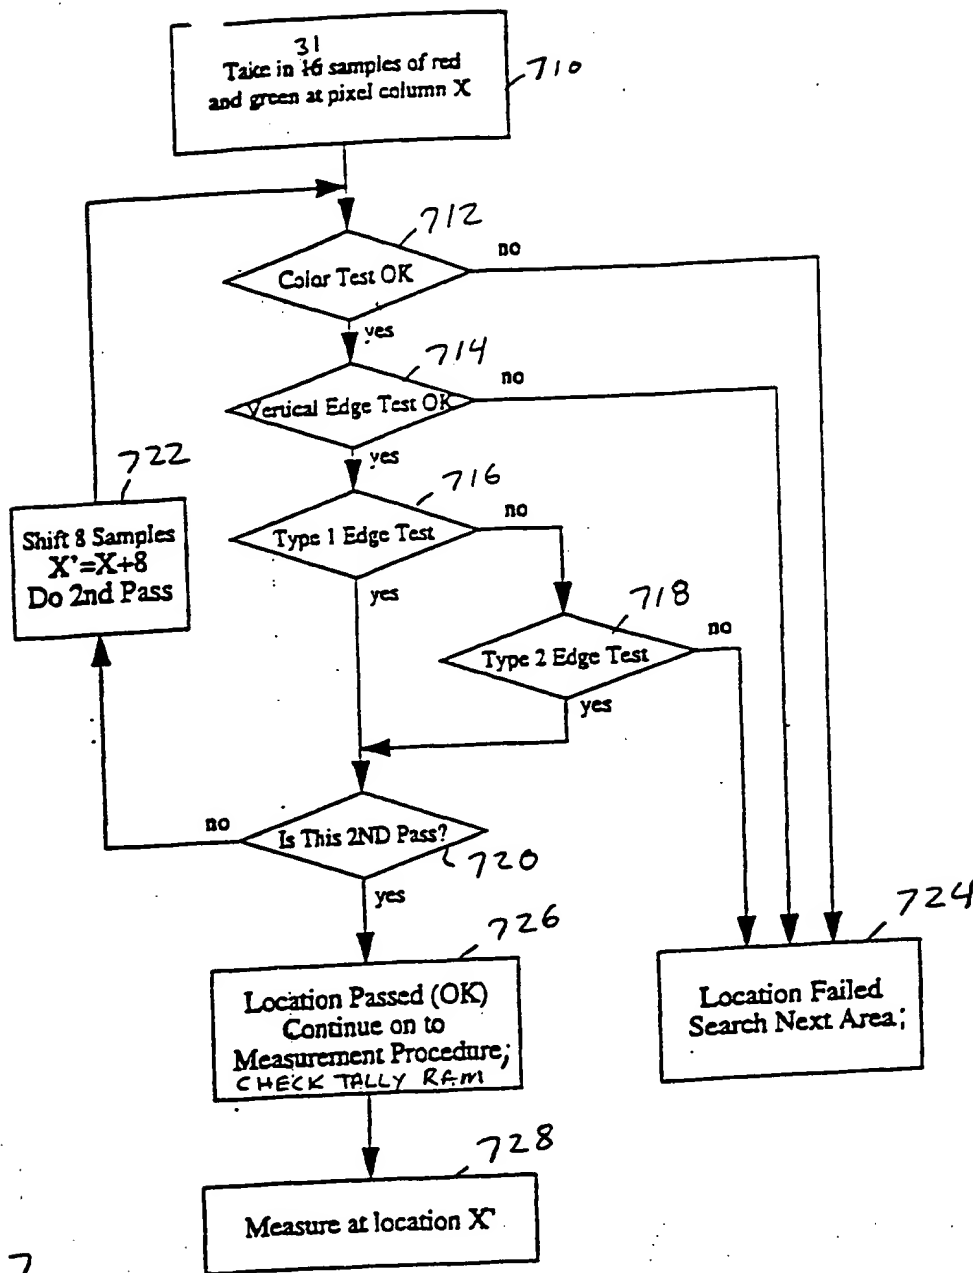 31
Take in 16 samples of red
and green at pixel column X
710
712
no
Color Test OK
yes
714
no
Vertical Edge Test OK
yes
722
716
no
Shift 8 Samples
X'=X+8
Do 2nd Pass
Type 1 Edge Test
yes
718
no
Type 2 Edge Test
yes
no
Is This 2ND Pass?
720
yes
726
724
Location Passed (OK)
Continue on to
Measurement Procedure;
CHECK TALLY RAM
Location Failed
Search Next Area;
728
Measure at location X'
7